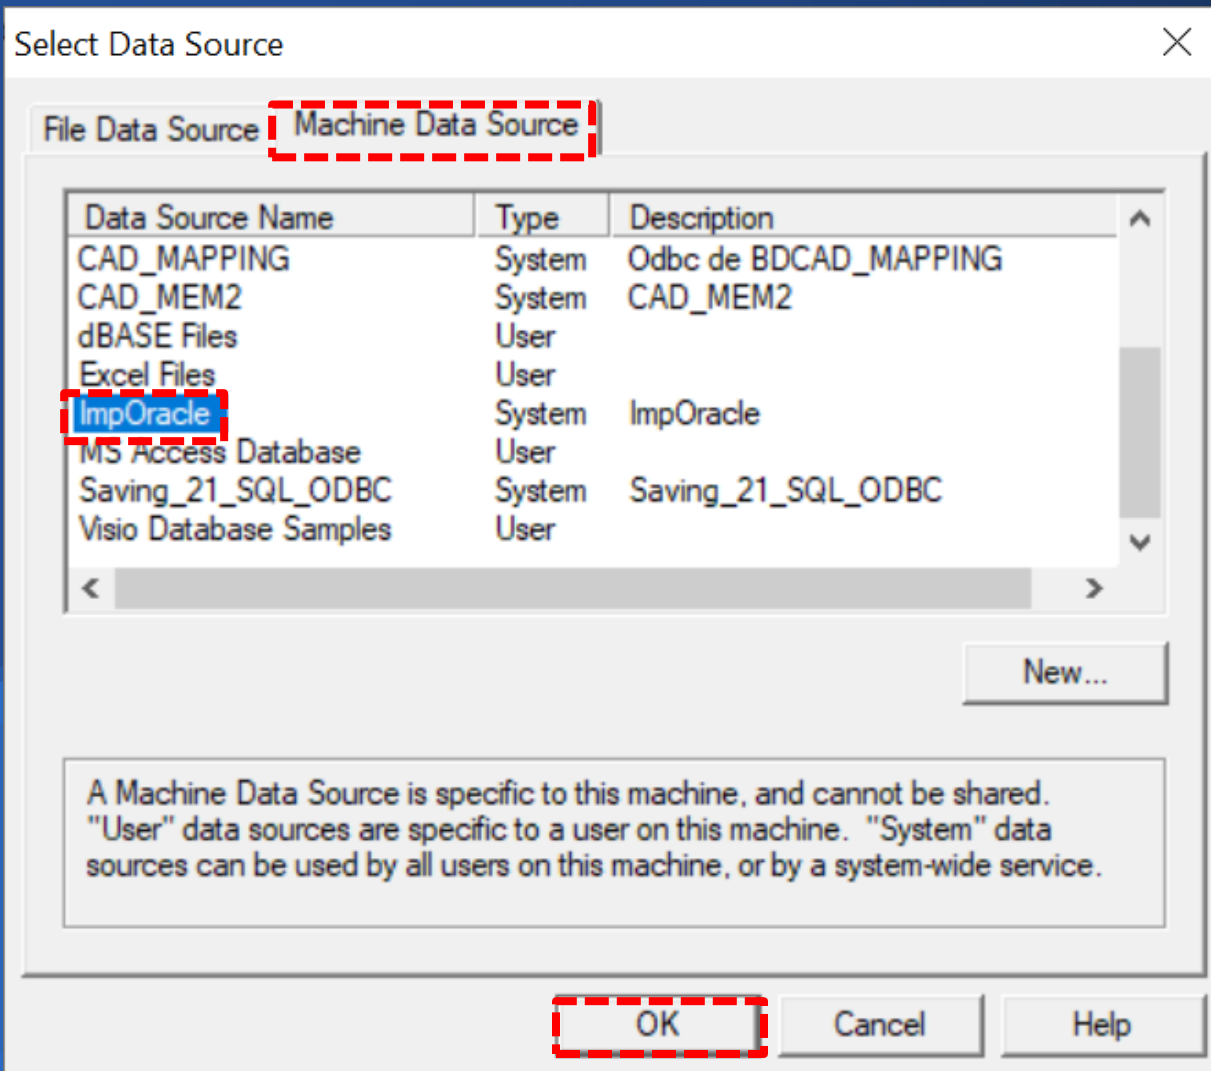 Select Data Source
File Data Source Machine Data Source
Data Source Name Type Description
CAD_MAPPING System Odbc de BDCAD_MAPPING
CAD_MEM2 System CAD_MEM2
dBASE Files User
Excel Files User
ImpOracle System ImpOracle
MS Access Database User
Saving_21_SQL_ODBC System Saving_21_SQL_ODBC
Visio Database Samples User
New...
A Machine Data Source is specific to this machine, and cannot be shared.
"User" data sources are specific to a user on this machine. "System" data
sources can be used by all users on this machine, or by a system-wide service.
OK Cancel Help